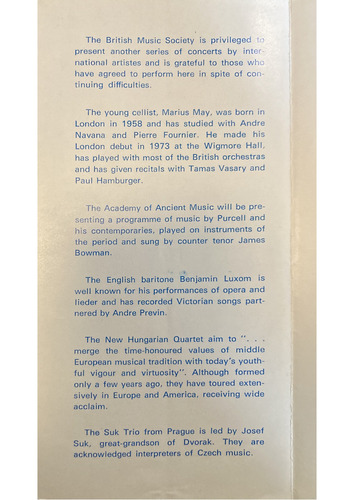 The British Music Society is privileged to
present another series of concerts by inter-
national artistes and is grateful to those who
have agreed to perform here in spite of con-
tinuing difficulties.
The young cellist, Marius May, was born in
London in 1958 and has studied with Andre
Navana and Pierre Fournier. He made his
London debut in 1973 at the Wigmore Hall,
has played with most of the British orchestras
and has given recitals with Tamas Vasary and
Paul Hamburger.
The Academy of Ancient Music will be pre-
senting a programme of music by Purcell and
his contemporaries, played on instruments of
the period and sung by counter tenor James
Bowman.
The English baritone Benjamin Luxom is
well known for his performances of opera and
lieder and has recorded Victorian songs part-
nered by Andre Previn.
The New Hungarian Quartet aim to ". . .
merge the time-honoured values of middle
European musical tradition with today's youth-
ful vigour and virtuosity". Although formed
only a few years ago, they have toured exten-
sively in Europe and America, receiving wide
acclaim.
The Suk Trio from Prague is led by Josef
Suk, great-grandson of Dvorak. They are
acknowledged interpreters of Czech music.